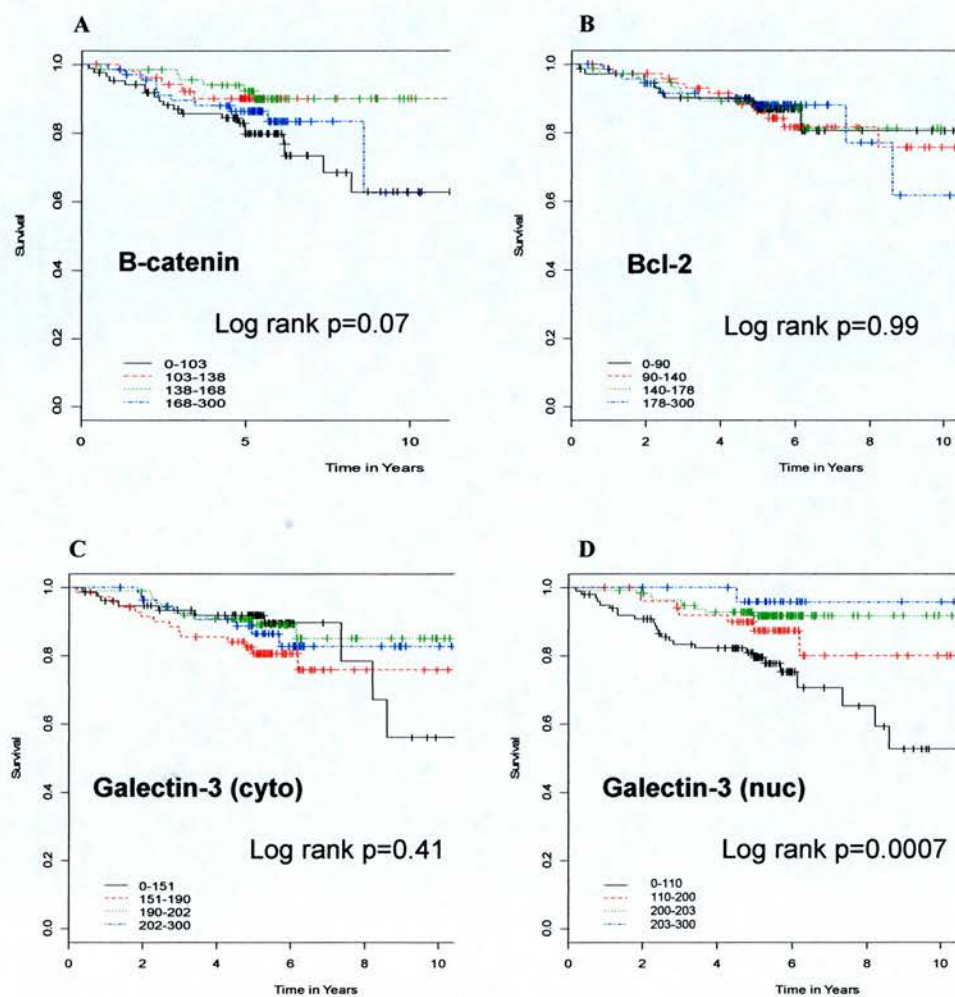 A
1.0
0.8
0.6
0.4
0.2
0.0
Survival
B-catenin
Log rank p=0.07
0-103
103-138
138-168
168-300
0
5
10
Time in Years
B
1.0
0.8
0.6
0.4
0.2
0.0
Survival
Bcl-2
Log rank p=0.99
0-90
90-140
140-178
178-300
0 2 4 6 8 10
Time in Years
C
1.0
0.8
0.6
0.4
0.2
0.0
Survival
Galectin-3 (cyto)
Log rank p=0.41
0-151
151-190
190-202
202-300
0 2 4 6 8 10
Time in Years
D
1.0
0.8
0.6
0.4
0.2
0.0
Survival
Galectin-3 (nuc)
Log rank p=0.0007
0-110
110-200
200-203
203-300
0 2 4 6 8 10
Time in Years